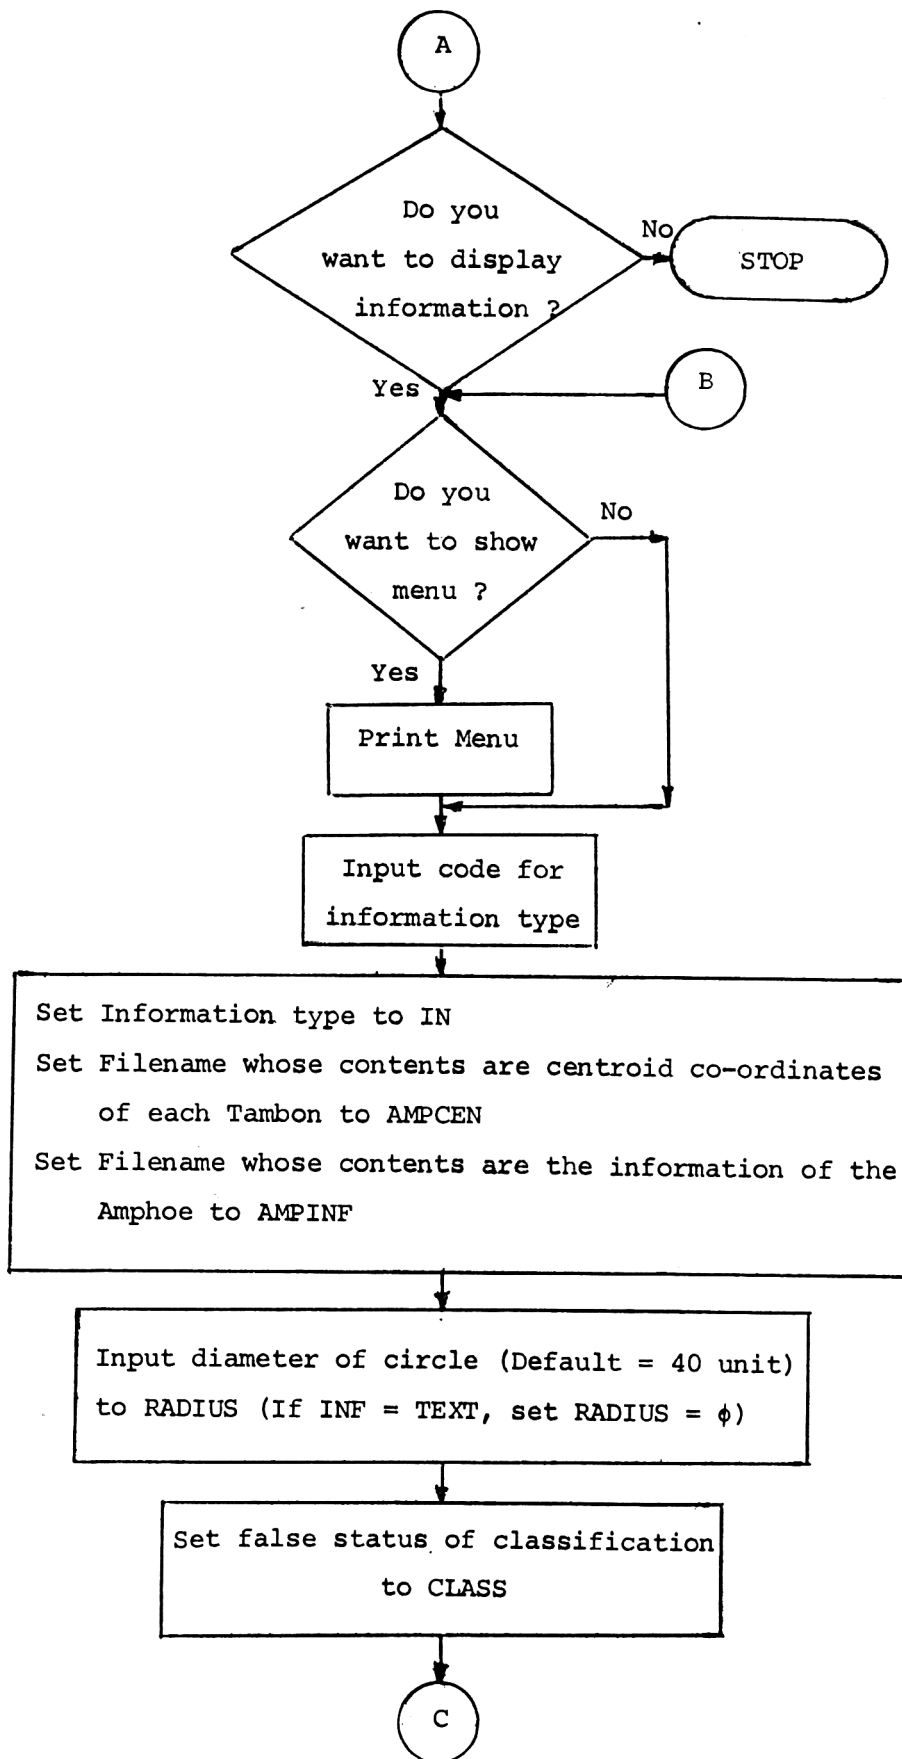 A
Do you
want to display
information ?
No
STOP
Yes
B
Do you
want to show
menu ?
No
Yes
Print Menu
Input code for
information type
Set Information type to IN
Set Filename whose contents are centroid co-ordinates
of each Tambon to AMPCEN
Set Filename whose contents are the information of the
Amphoe to AMPINF
Input diameter of circle (Default = 40 unit)
to RADIUS (If INF = TEXT, set RADIUS = ϕ)
Set false status of classification
to CLASS
C